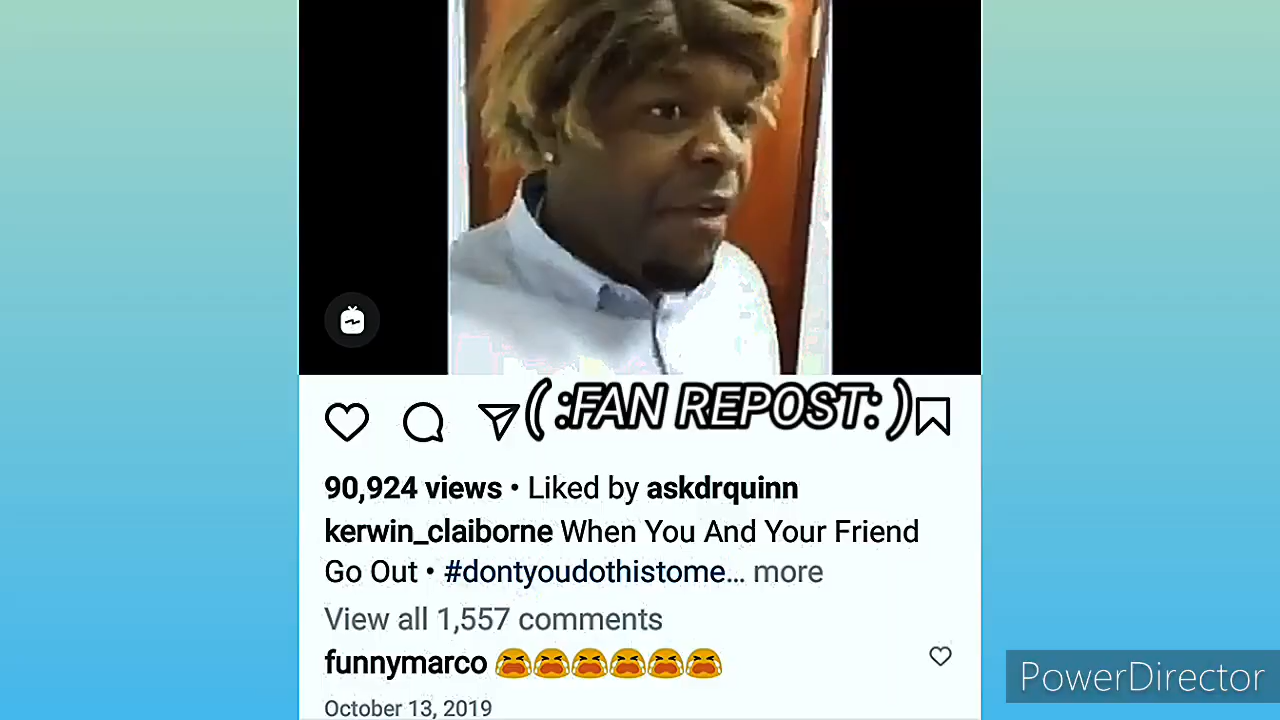 ( :FAN REPOST: )
90,924 views • Liked by askdrquinn
kerwin_claiborne When You And Your Friend
Go Out • #dontyoudothistome... more
View all 1,557 comments
funnymarco 😭😭😭😭😭😭
October 13, 2019
PowerDirector